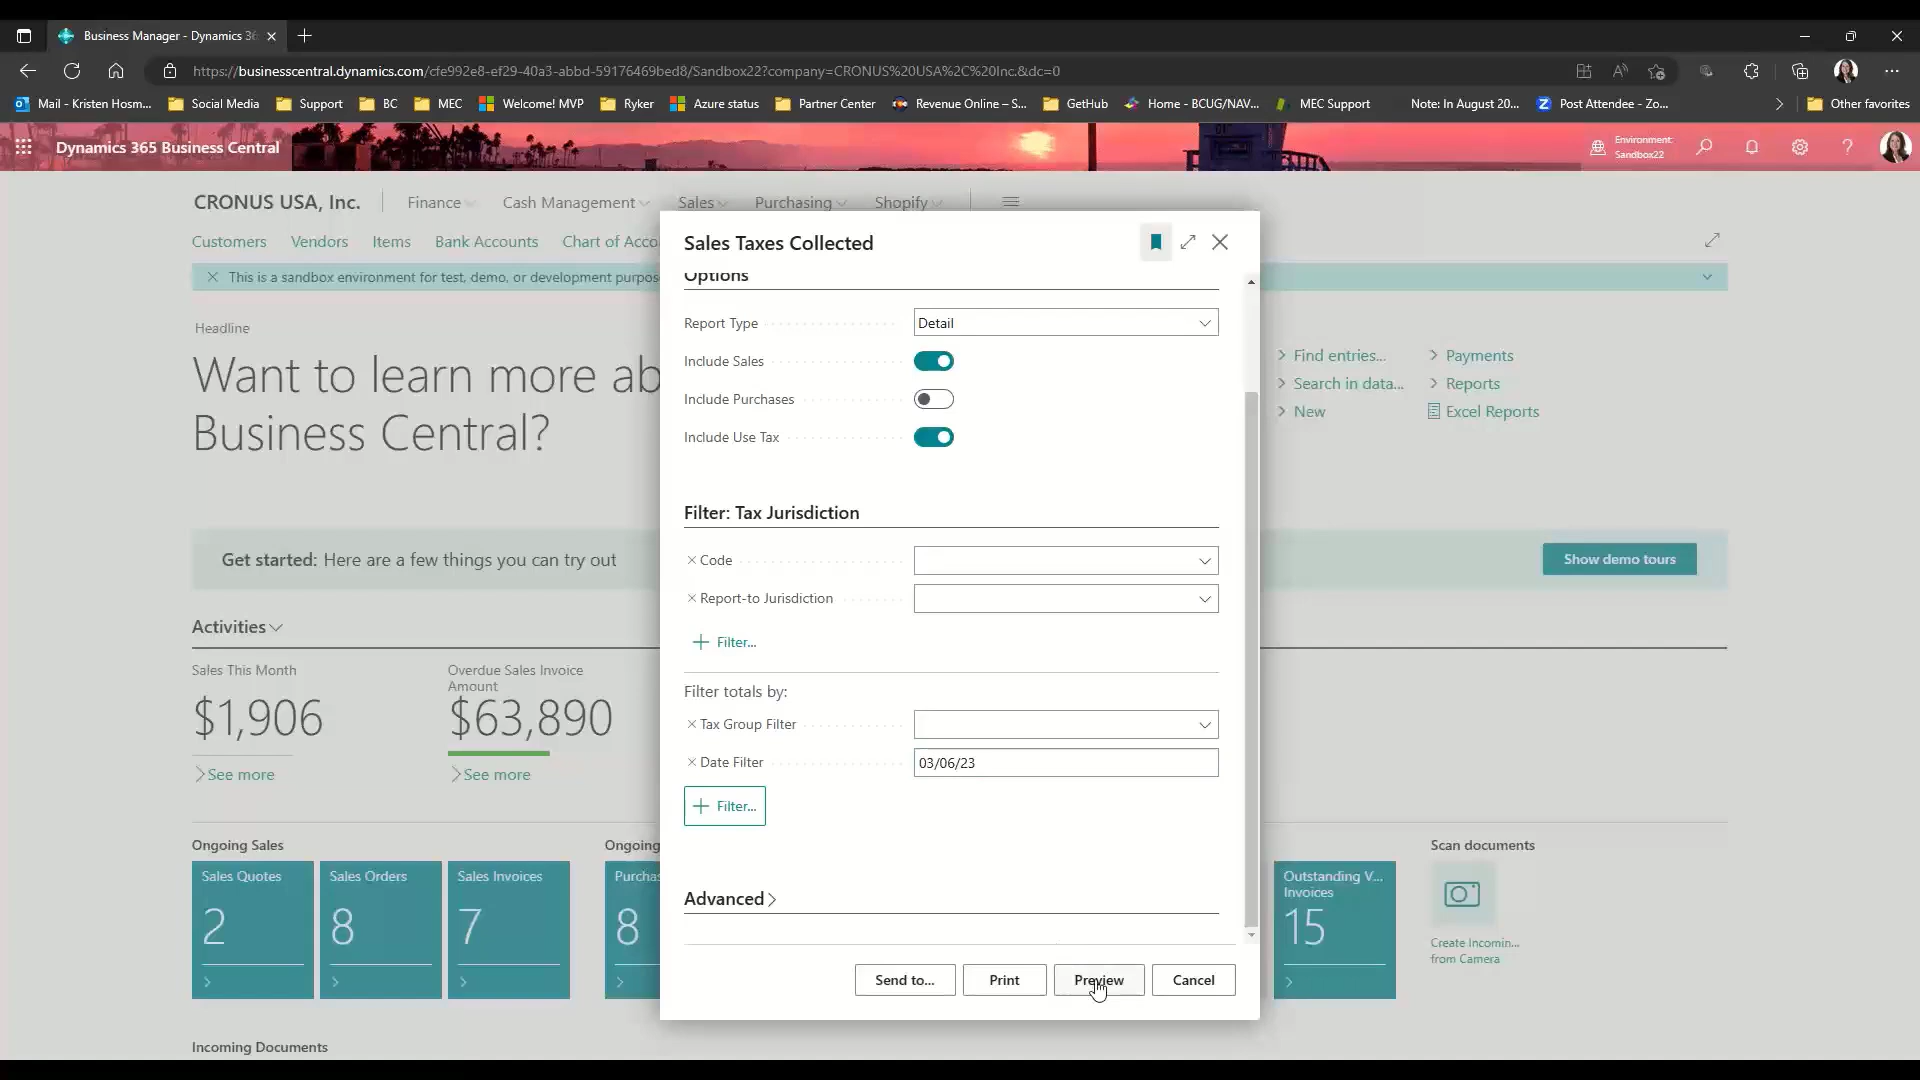 Business Manager - Dynamics 36
https://businesscentral.dynamics.com/cfe992e8-ef29-40a3-abbd-59176469bed8/Sandbox22?company=CRONUS%20USA%2C%20Inc.&dc=0
Mail - Kristen Hosm...
Social Media
Support
BC
MEC
Welcome! MVP
Ryker
Azure status
Partner Center
Revenue Online – S...
GetHub
Home - BCUG/NAV...
MEC Support
Note: In August 20...
Post Attendee - Zo...
Other favorites
Dynamics 365 Business Central
Environment:
Sandbox22
CRONUS USA, Inc.
Finance
Cash Management
Sales
Purchasing
Shopify
Customers
Vendors
Items
Bank Accounts
Chart of Acco
This is a sandbox environment for test, demo, or development purpos
Headline
Want to learn more ab
Business Central?
Find entries...
Search in data...
New
Payments
Reports
Excel Reports
Get started: Here are a few things you can try out
Show demo tours
Activities
Sales This Month
$1,906
See more
Overdue Sales Invoice
Amount
$63,890
See more
Ongoing Sales
Sales Quotes
2
Sales Orders
8
Sales Invoices
7
Ongoing
Purcha
8
Outstanding V...
Invoices
15
Scan documents
Create Incomin...
from Camera
Incoming Documents
Sales Taxes Collected
Options
Report Type
Detail
Include Sales
Include Purchases
Include Use Tax
Filter: Tax Jurisdiction
Code
Report-to Jurisdiction
Filter...
Filter totals by:
Tax Group Filter
Date Filter
03/06/23
Filter...
Advanced
Send to...
Print
Preview
Cancel